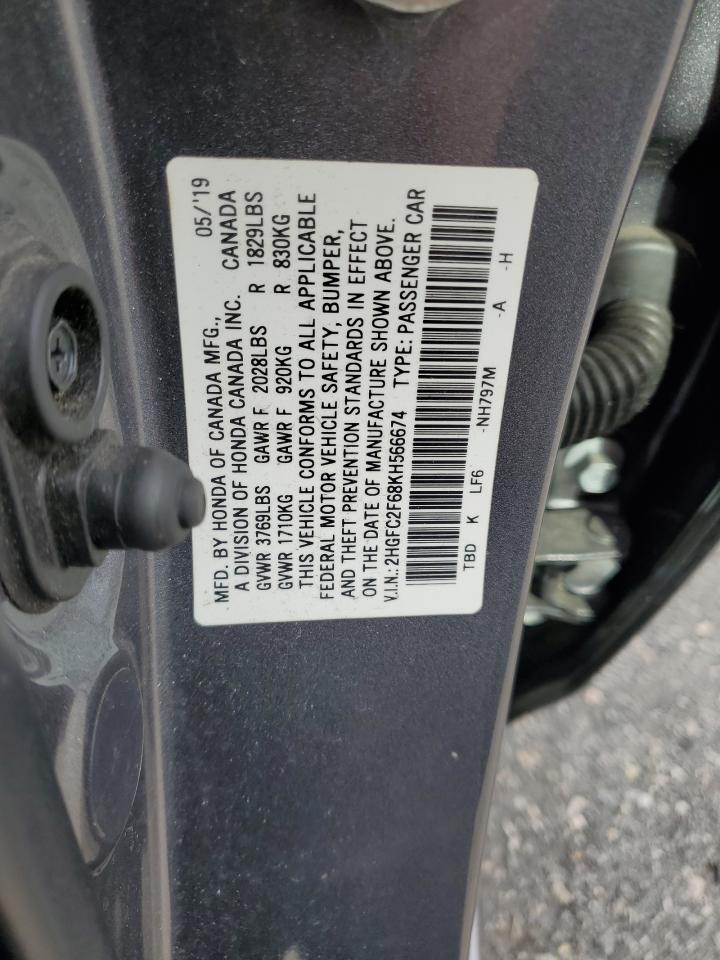 05/'19
MFD. BY HONDA OF CANADA MFG.,
A DIVISION OF HONDA CANADA INC. CANADA
GVWR 3769LBS GAWR F 2028LBS R 1829LBS
GVWR 1710KG GAWR F 920KG R 830KG
THIS VEHICLE CONFORMS TO ALL APPLICABLE
FEDERAL MOTOR VEHICLE SAFETY, BUMPER,
AND THEFT PREVENTION STANDARDS IN EFFECT
ON THE DATE OF MANUFACTURE SHOWN ABOVE.
V.I.N.: 2HGFC2F68KH566674 TYPE: PASSENGER CAR
TBD K LF6 -NH797M -A -H